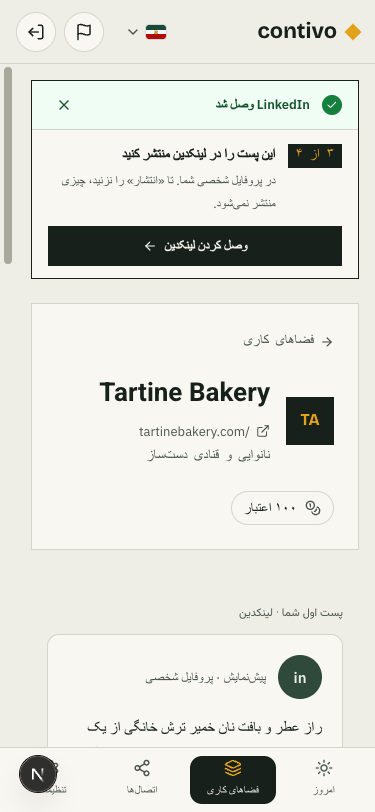 contivo
LinkedIn وصل شد
۳ از ۴
این پست را در لینکدین منتشر کنید
در پروفایل شخصی شما. تا «انتشار» را نزنید، چیزی
منتشر نمی‌شود.
وصل کردن لینکدین
فضاهای کاری
TA
Tartine Bakery
tartinebakery.com/
نانوایی و قنادی دست‌ساز
۱۰۰ اعتبار
پست اول شما · لینکدین
in
پیش‌نمایش · پروفایل شخصی
راز عطر و بافت نان خمیر ترش خانگی از یک
امروز
فضاهای کاری
اتصال‌ها
N